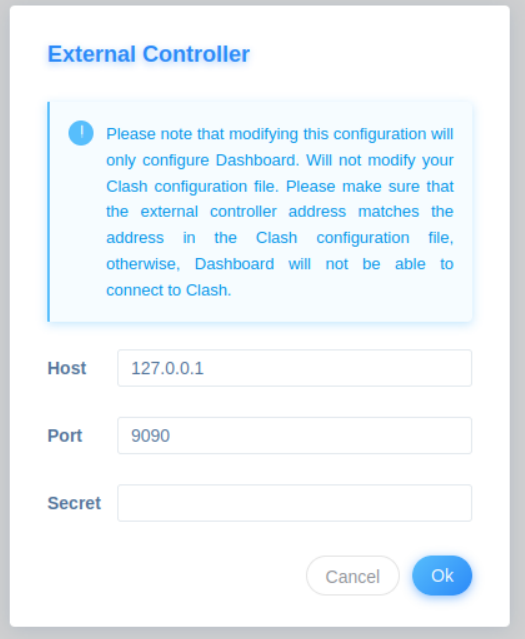 External Controller
Please note that modifying this configuration will
only configure Dashboard. Will not modify your
Clash configuration file. Please make sure that
the external controller address matches the
address in the Clash configuration file,
otherwise, Dashboard will not be able to
connect to Clash.
Host 127.0.0.1
Port 9090
Secret
Cancel Ok